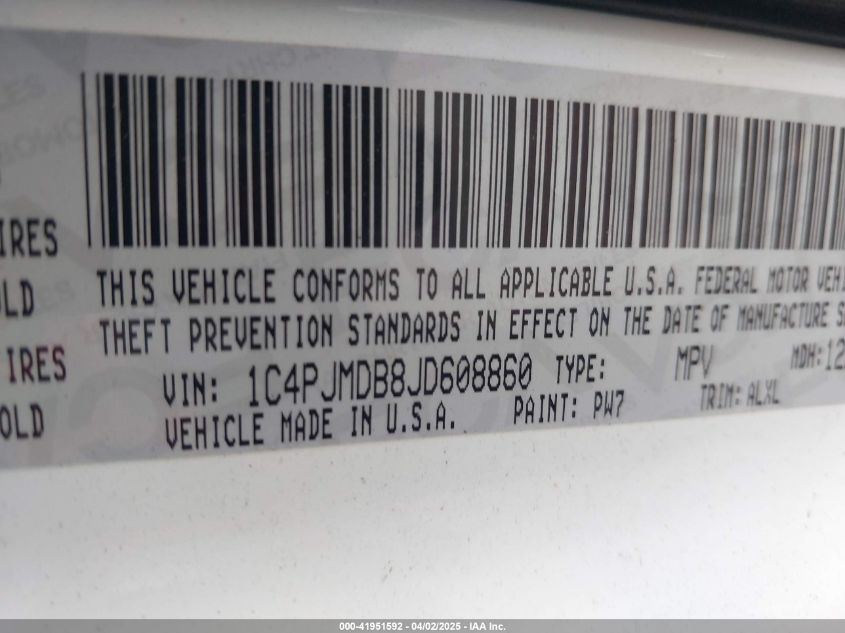 IRES
OLD
IRES
OLD
THIS VEHICLE CONFORMS TO ALL APPLICABLE U.S.A. FEDERAL MOTOR VEHI
THEFT PREVENTION STANDARDS IN EFFECT ON THE DATE OF MANUFACTURE S
VIN: 1C4PJMDB8JD608860 TYPE: MPV MDH:12
VEHICLE MADE IN U.S.A. PAINT: PW7 TRIM: ALXL
000-41951592 - 04/02/2025 - IAA Inc.